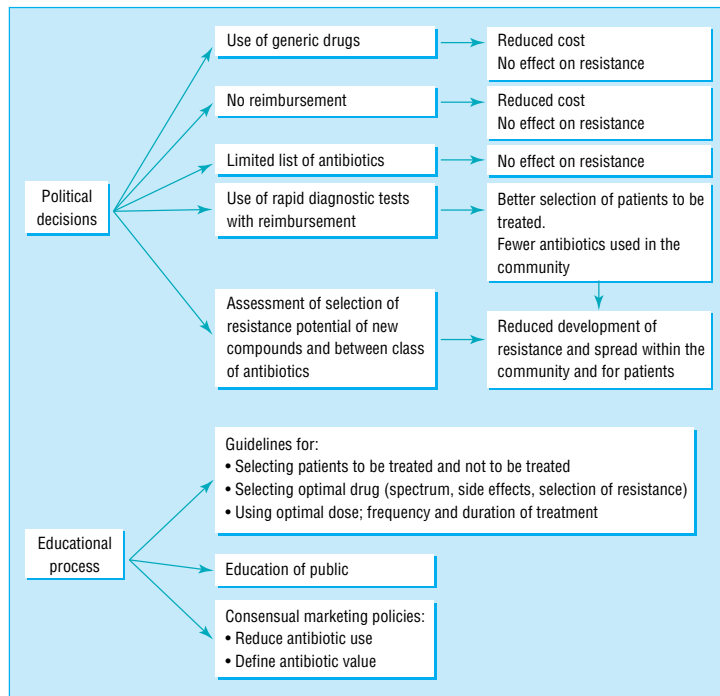 Use of generic drugs
Reduced cost
No effect on resistance
No reimbursement
Reduced cost
No effect on resistance
Limited list of antibiotics
No effect on resistance
Political
decisions
Use of rapid diagnostic tests
with reimbursement
Better selection of patients to be
treated.
Fewer antibiotics used in the
community
Assessment of selection of
resistance potential of new
compounds and between class
of antibiotics
Reduced development of
resistance and spread within the
community and for patients
Guidelines for:
• Selecting patients to be treated and not to be treated
• Selecting optimal drug (spectrum, side effects, selection of resistance)
• Using optimal dose; frequency and duration of treatment
Educational
process
Education of public
Consensual marketing policies:
• Reduce antibiotic use
• Define antibiotic value